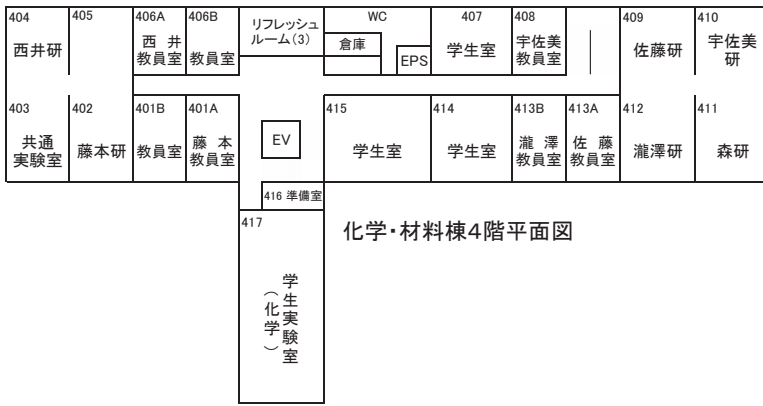 404
西井研
405
406A
西 井
教員室
406B
教員室
リフレッシュ
ルーム(3)
WC
倉庫
EPS
407
学生室
408
宇佐美
教員室
409
佐藤研
410
宇佐美
研
403
共通
実験室
402
藤本研
401B
教員室
401A
藤 本
教員室
EV
415
学生室
414
学生室
413B
瀧 澤
教員室
413A
佐 藤
教員室
412
瀧澤研
411
森研
416 準備室
417
学生実験室
(化学)
化学・材料棟4階平面図